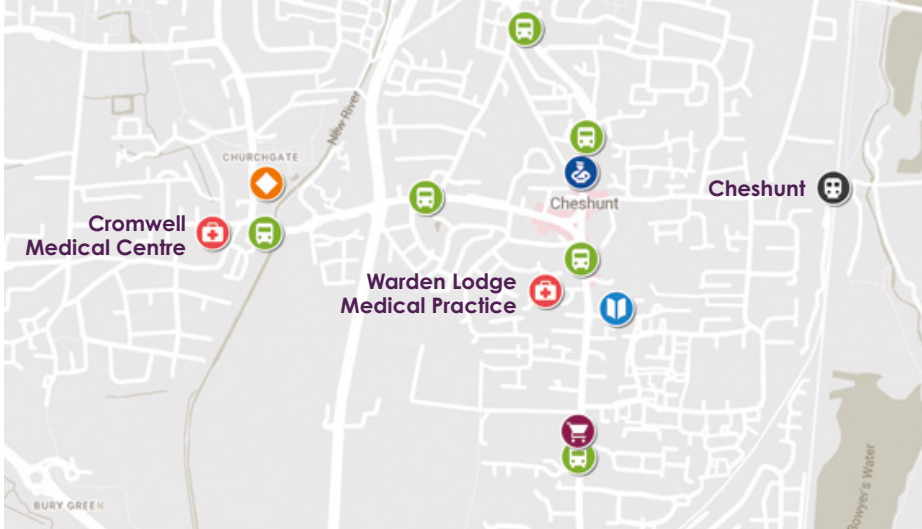 New River
CHURCHGATE
Cheshunt
Cheshunt
Cromwell
Medical Centre
Warden Lodge
Medical Practice
BURY GREEN
Bowyer's Water